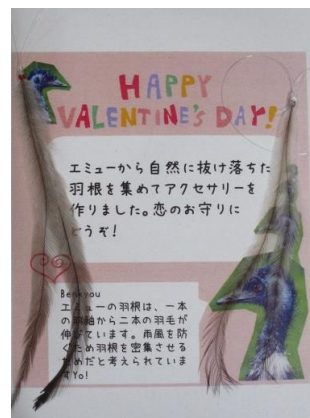 HAPPY
VALENTINE'S DAY!
エミューから自然に抜け落ちた
羽根を集めてアクセサリーを
作りました。恋のお守りに
どうぞ!
Benkyou
エミューの羽根は、一本
の羽軸から二本の羽毛が
伸びています。雨風を防
ぐため羽根を密集させる
ためだと考えられていま
すYo!